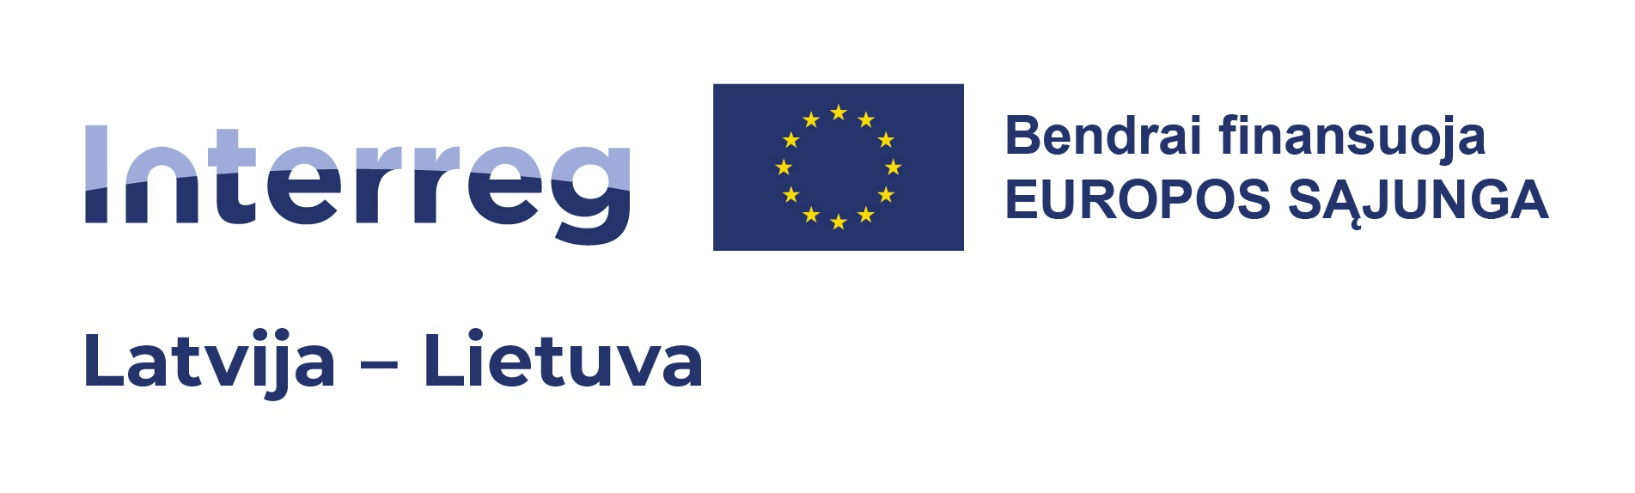 Interreg
Bendrai finansuoja
EUROPOS SĄJUNGA
Latvija – Lietuva